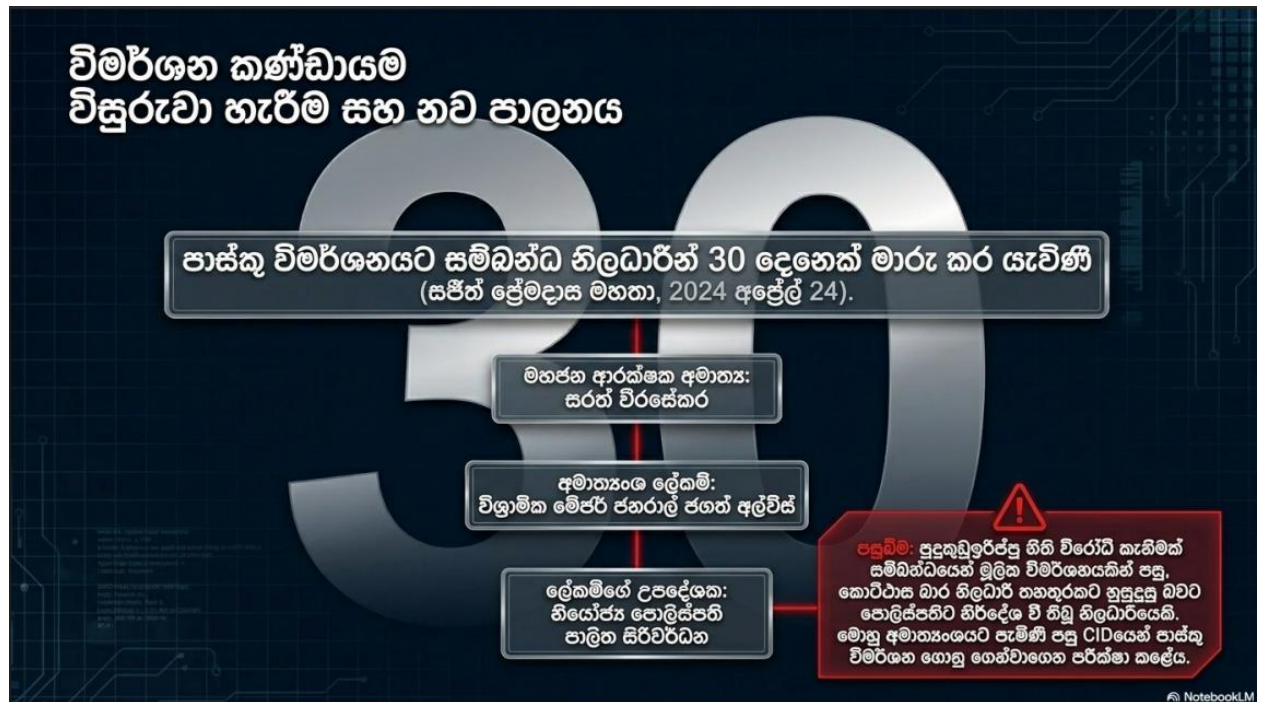 විමර්ශන කණ්ඩායම
විසුරුවා හැරීම සහ නව පාලනය
30
පාස්කු විමර්ශනයට සම්බන්ධ නිලධාරීන් 30 දෙනෙක් මාරු කර යැවිණි
(සජිත් ප්‍රේමදාස මහතා, 2024 අප්‍රේල් 24).
මහජන ආරක්ෂක අමාත්‍ය:
සරත් වීරසේකර
අමාත්‍යංශ ලේකම්:
විශ්‍රාමික මේජර් ජනරාල් ජගත් අල්විස්
ලේකම්ගේ උපදේශක:
නියෝජ්‍ය පොලිස්පති
පාලිත සිරිවර්ධන
පසුබිම: පුදුකුඩුඉරිප්පු නීති විරෝධී කැනීමක්
සම්බන්ධයෙන් මූලික විමර්ශනයකින් පසු,
කොට්ඨාස භාර නිලධාරී තනතුරකට නුසුදුසු බවට
පොලිස්පතිට නිර්දේශ වී තිබූ නිලධාරියෙකි.
මොහු අමාත්‍යංශයට පැමිණි පසු CIDයෙන් පාස්කු
විමර්ශන ගොනු ගෙන්වාගෙන පරීක්ෂා කළේය.
NotebookLM